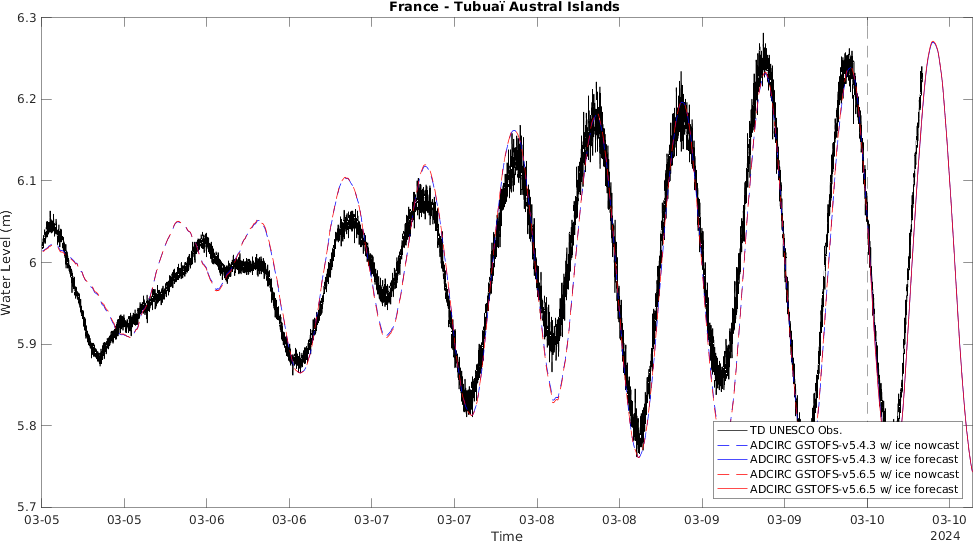 France - Tubuaï Austral Islands
6.3
6.2
6.1
6
5.9
5.8
5.7
Water Level (m)
TD UNESCO Obs.
ADCIRC GSTOFS-v5.4.3 w/ ice nowcast
ADCIRC GSTOFS-v5.4.3 w/ ice forecast
ADCIRC GSTOFS-v5.6.5 w/ ice nowcast
ADCIRC GSTOFS-v5.6.5 w/ ice forecast
03-05 03-05 03-06 03-06 03-07 03-07 03-08 03-08 03-09 03-09 03-10 03-10
2024
Time